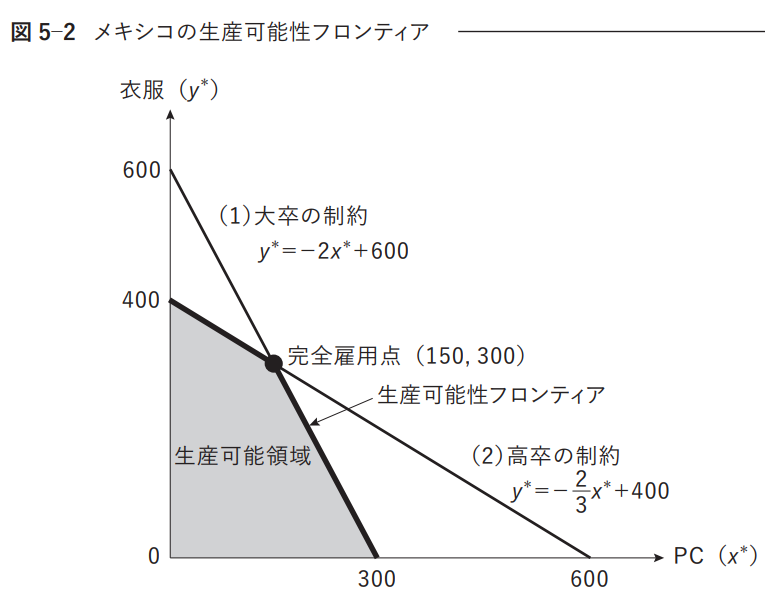 図 5-2 メキシコの生産可能性フロンティア
衣服（y*）
600
(1)大卒の制約
y*=−2x*+600
400
完全雇用点（150, 300）
生産可能性フロンティア
生産可能領域
(2)高卒の制約
y*=−2/3x*+400
0
PC（x*）
300
600